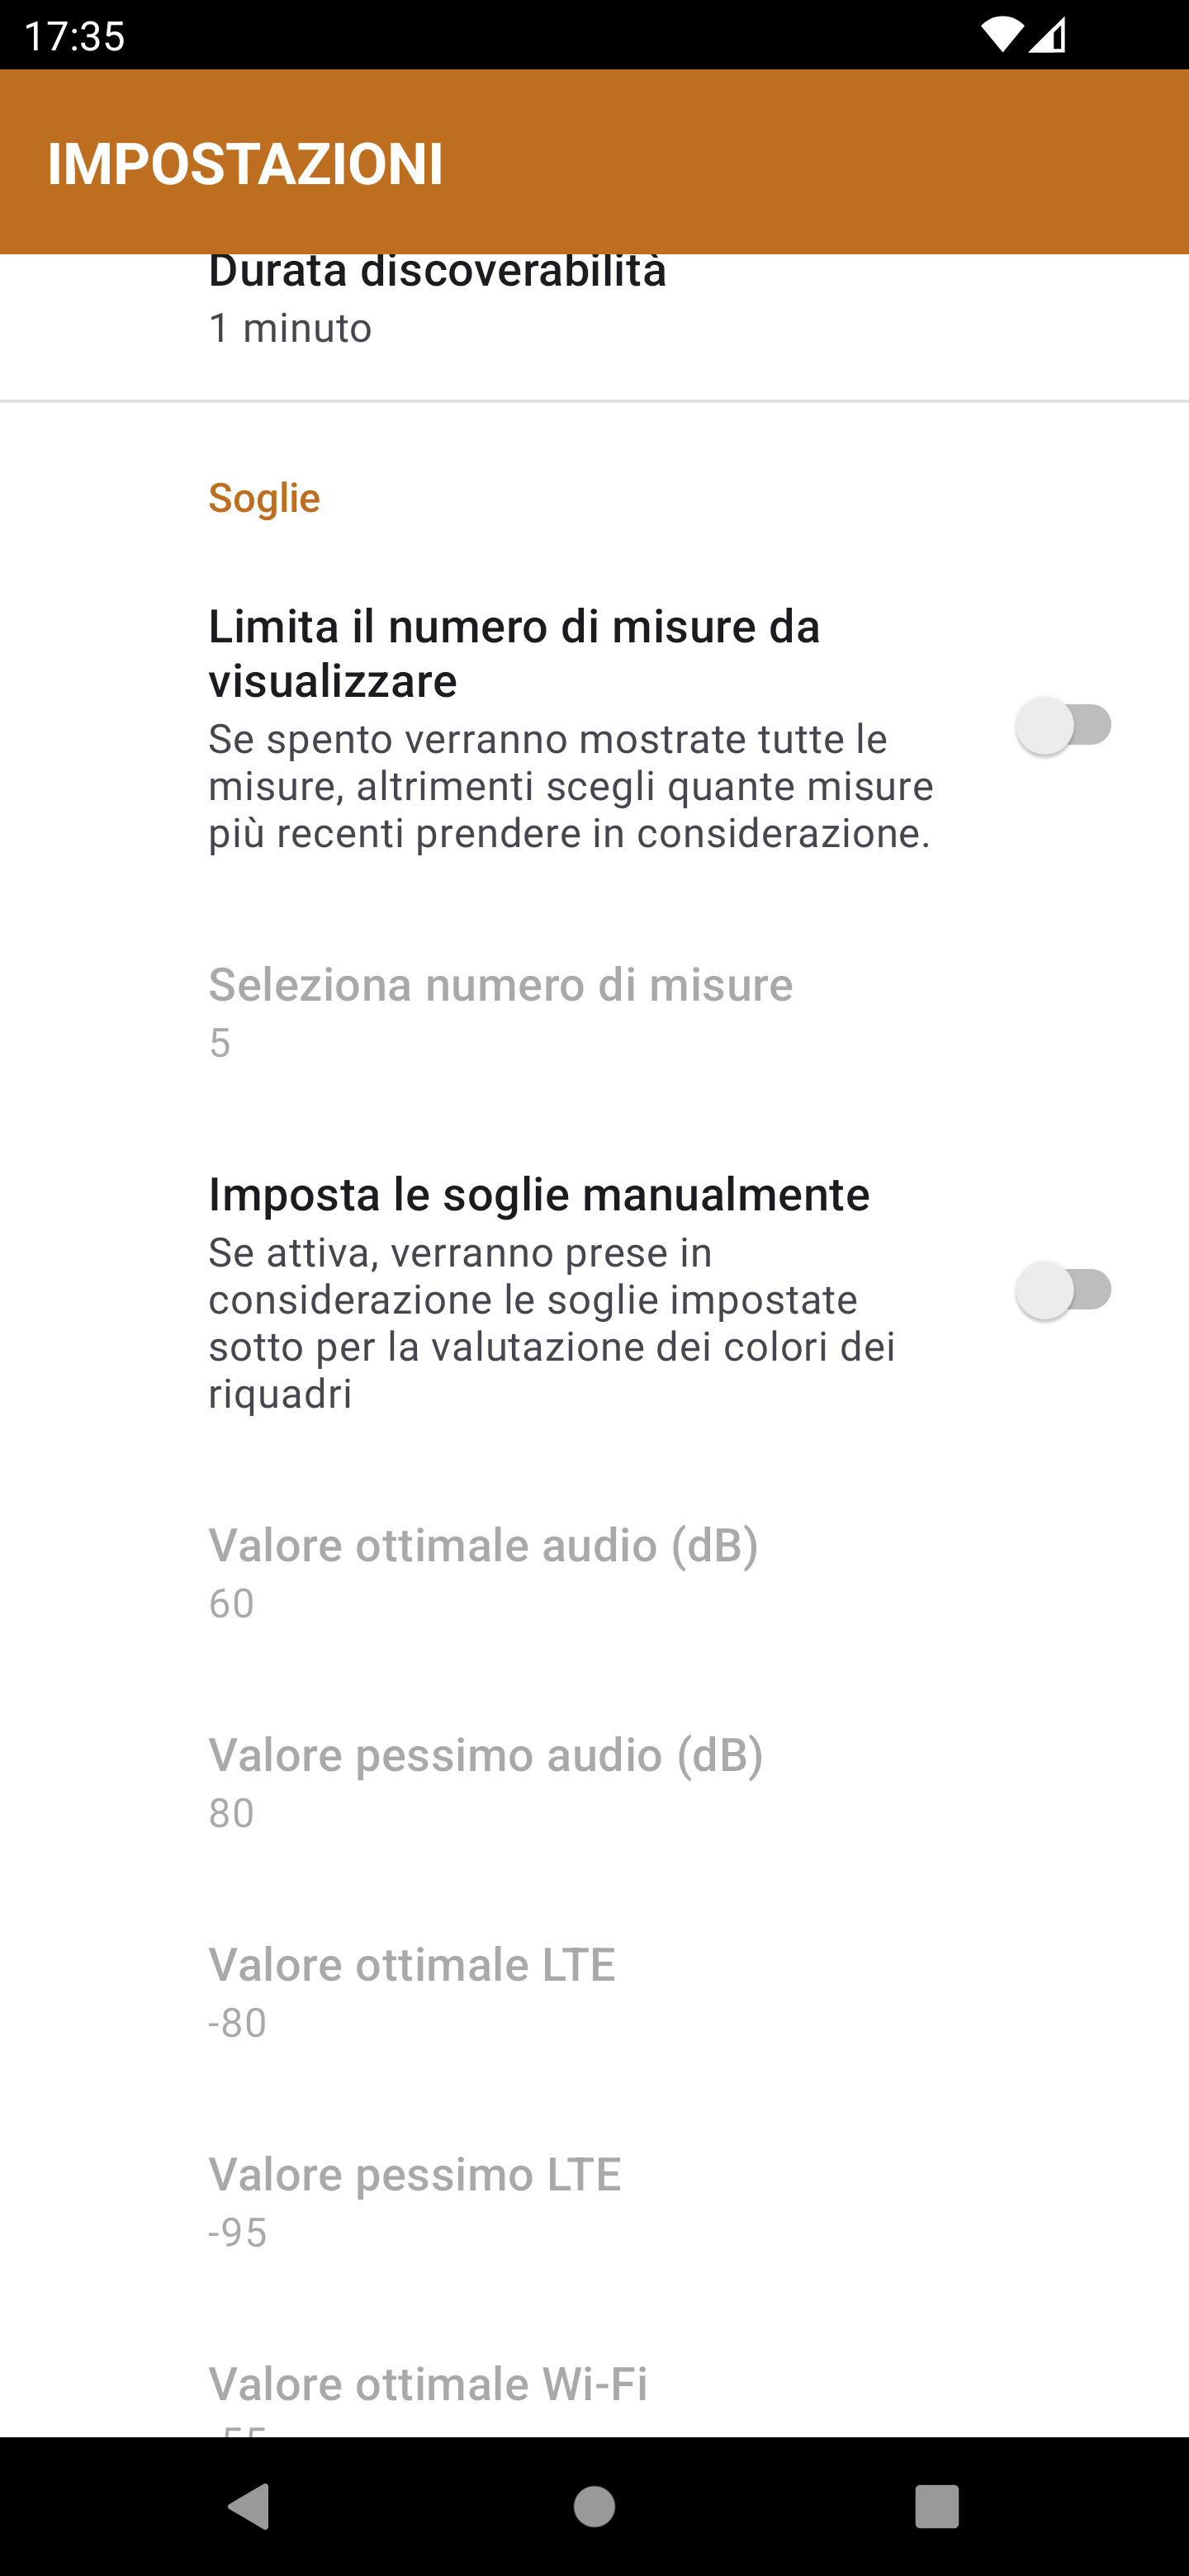 17:35
IMPOSTAZIONI
Durata discoverabilità
1 minuto
Soglie
Limita il numero di misure da
visualizzare
Se spento verranno mostrate tutte le
misure, altrimenti scegli quante misure
più recenti prendere in considerazione.
Seleziona numero di misure
5
Imposta le soglie manualmente
Se attiva, verranno prese in
considerazione le soglie impostate
sotto per la valutazione dei colori dei
riquadri
Valore ottimale audio (dB)
60
Valore pessimo audio (dB)
80
Valore ottimale LTE
-80
Valore pessimo LTE
-95
Valore ottimale Wi-Fi